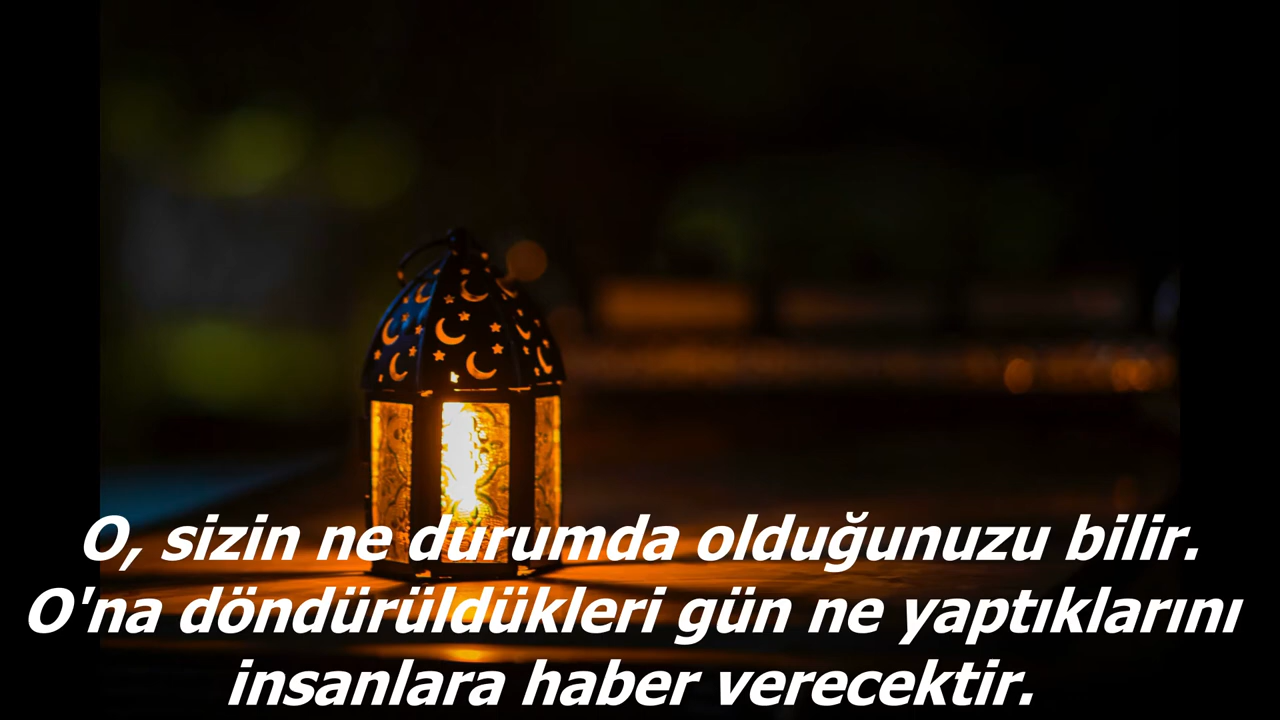 O, sizin ne durumda olduğunuzu bilir.
O'na döndürüldükleri gün ne yaptıklarını
insanlara haber verecektir.